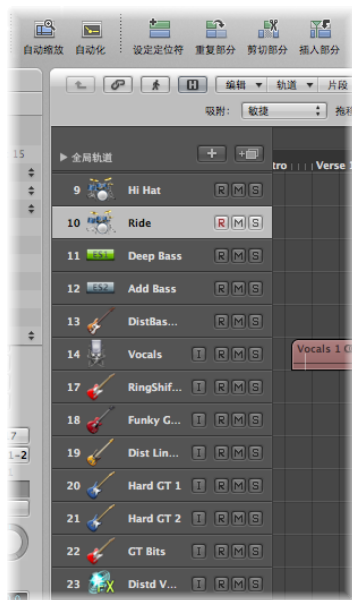 自动缩放 自动化 设定定位符 重复部分 剪切部分 插入部分
编辑 轨道 片段
吸附: 敏捷
15
▶ 全局轨道
tro Verse 1
9 Hi Hat R M S
10 Ride R M S
11 ES1 Deep Bass R M S
12 ES2 Add Bass R M S
13 DistBas... R M S
14 Vocals I R M S Vocals 1
17 RingShif... I R M S
18 Funky G... I R M S
7
19 Dist Lin... I R M S
1-2
20 Hard GT 1 I R M S
21 Hard GT 2 I R M S
22 GT Bits I R M S
23 FX Distd V... I R M S